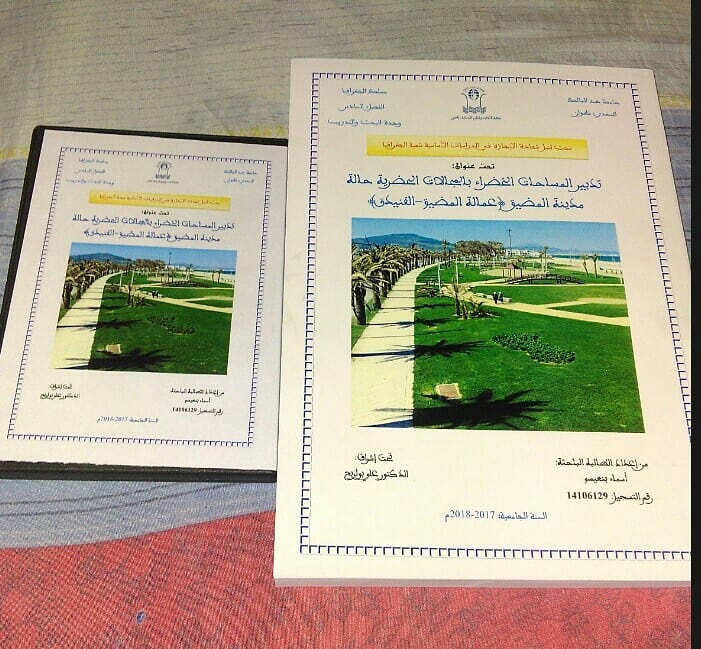 جامعة عبد المالك
السعدي تطوان
مسلك الجغرافيا
الفصل السادس
وحدة البحث والتدريب
بحث لنيل شهادة الإجازة في الدراسات الأساسية شعبة الجغرافيا
تحت عنوان:
تدبير المساحات الخضراء بالمجالات الحضرية حالة
مدينة المضيق (عمالة المضيق-الفنيدق)
من إعداد الطالبة الباحثة:
أسماء بنعيسو
رقم التسجيل 14106129
تحت إشراف:
الدكتور علي بولربح
السنة الجامعية: 2017-2018م
جامعة عبد المالك
السعدي تطوان
مسلك الجغرافيا
الفصل السادس
وحدة البحث والتدريب
بحث لنيل شهادة الإجازة في الدراسات الأساسية شعبة الجغرافيا
تحت عنوان:
تدبير المساحات الخضراء بالمجالات الحضرية حالة
مدينة المضيق (عمالة المضيق-الفنيدق)
من إعداد الطالبة الباحثة
أسماء بنعيسو
رقم التسجيل 14106129
تحت إشراف:
الدكتور علي بولربح
السنة الجامعية: 2017-2018م